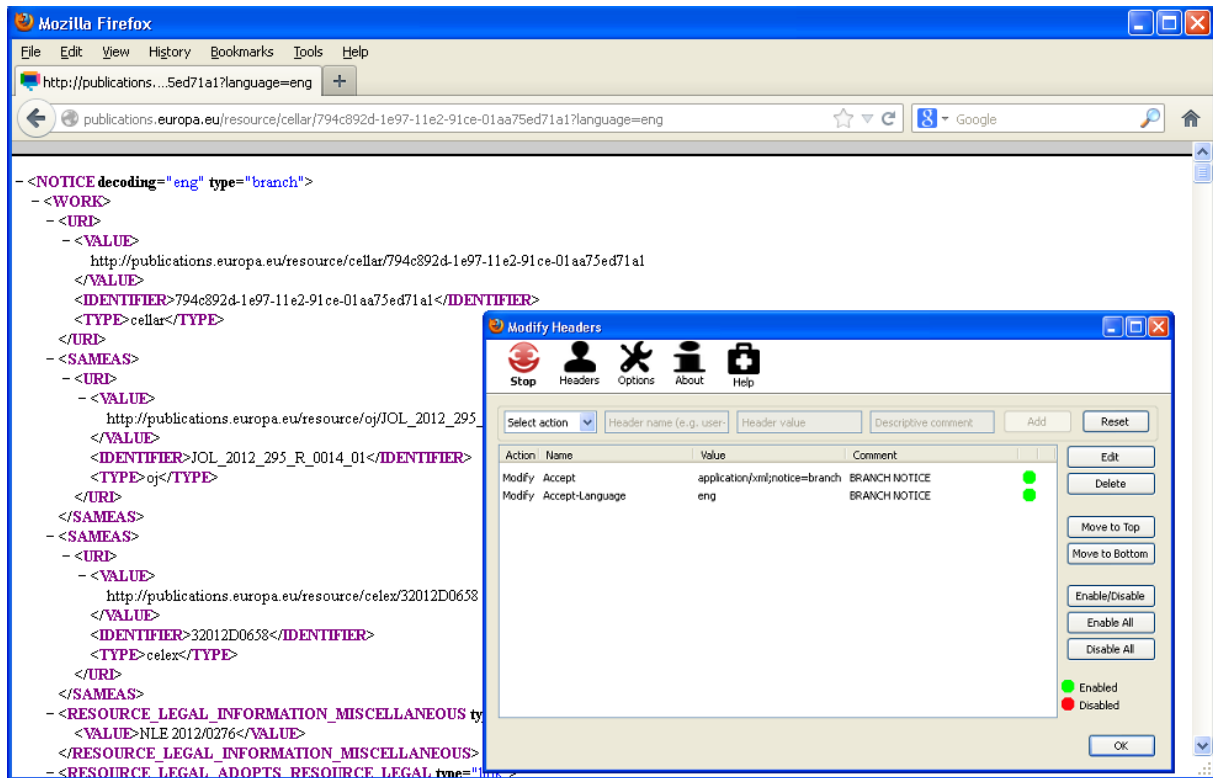 Mozilla Firefox
File Edit View History Bookmarks Tools Help
http://publications....5ed71a1?language=eng +
publications.europa.eu/resource/cellar/794c892d-1e97-11e2-91ce-01aa75ed71a1?language=eng
8 Google
- <NOTICE decoding="eng" type="branch">
- <WORK>
- <URI>
- <VALUE>
http://publications.europa.eu/resource/cellar/794c892d-1e97-11e2-91ce-01aa75ed71a1
</VALUE>
<IDENTIFIER>794c892d-1e97-11e2-91ce-01aa75ed71a1</IDENTIFIER>
<TYPE>cellar</TYPE>
</URI>
- <SAMEAS>
- <URI>
- <VALUE>
http://publications.europa.eu/resource/oj/JOL_2012_295_
</VALUE>
<IDENTIFIER>JOL_2012_295_R_0014_01</IDENTIFIER>
<TYPE>oj</TYPE>
</URI>
</SAMEAS>
- <SAMEAS>
- <URI>
- <VALUE>
http://publications.europa.eu/resource/celex/32012D0658
</VALUE>
<IDENTIFIER>32012D0658</IDENTIFIER>
<TYPE>celex</TYPE>
</URI>
</SAMEAS>
- <RESOURCE_LEGAL_INFORMATION_MISCELLANEOUS ty
<VALUE>NLE 2012/0276</VALUE>
</RESOURCE_LEGAL_INFORMATION_MISCELLANEOUS>
- <RESOURCE_LEGAL_ADOPTS_RESOURCE_LEGAL type="link">
Modify Headers
Stop Headers Options About Help
Select action Header name (e.g. user- Header value Descriptive comment Add Reset
Action Name Value Comment
Modify Accept application/xml;notice=branch BRANCH NOTICE
Modify Accept-Language eng BRANCH NOTICE
Edit
Delete
Move to Top
Move to Bottom
Enable/Disable
Enable All
Disable All
Enabled
Disabled
OK